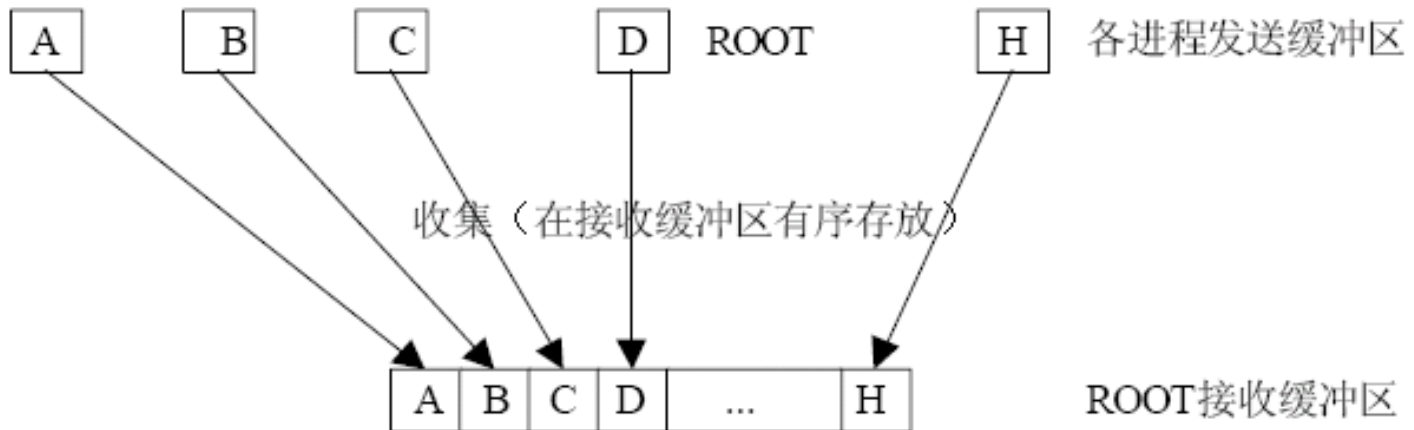 A B C D ROOT H 各进程发送缓冲区
收集（在接收缓冲区有序存放）
A B C D ... H ROOT接收缓冲区